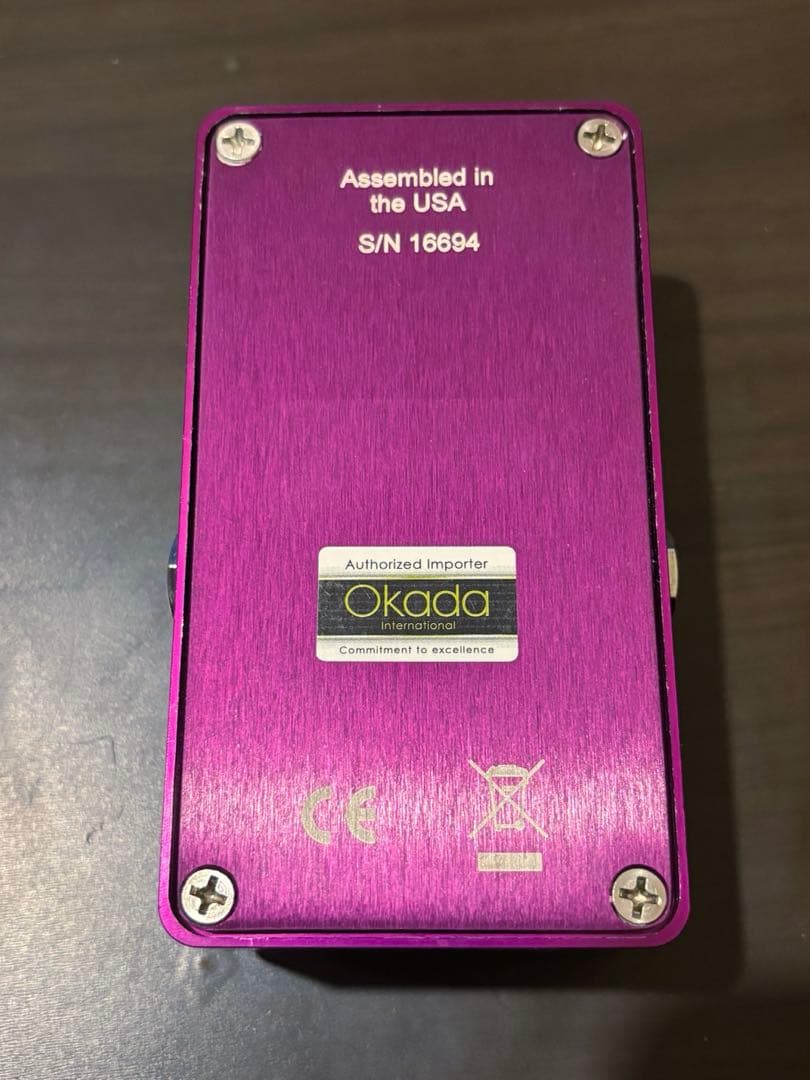 Assembled in
the USA
S/N 16694
Authorized Importer
Okada
International
Commitment to excellence
CE